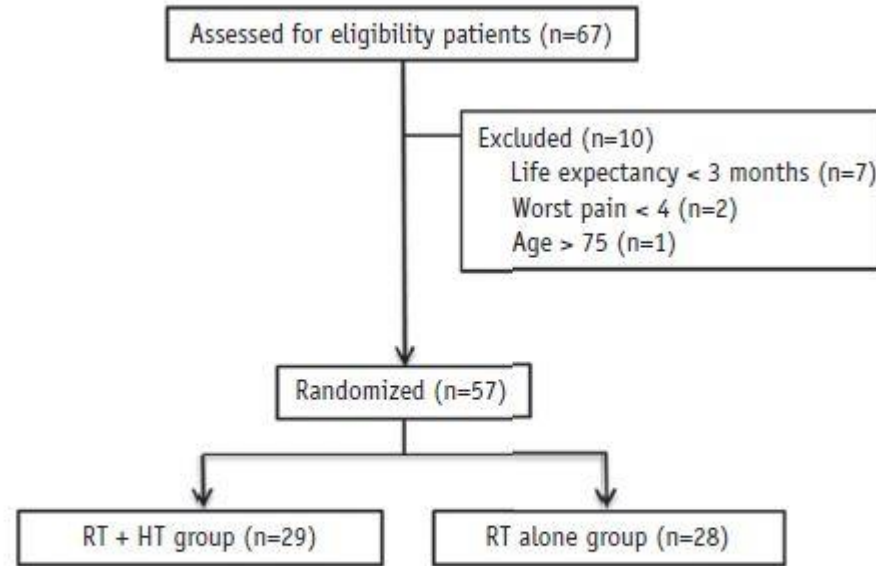 Assessed for eligibility patients (n=67)
Excluded (n=10)
Life expectancy < 3 months (n=7)
Worst pain < 4 (n=2)
Age > 75 (n=1)
Randomized (n=57)
RT + HT group (n=29)
RT alone group (n=28)